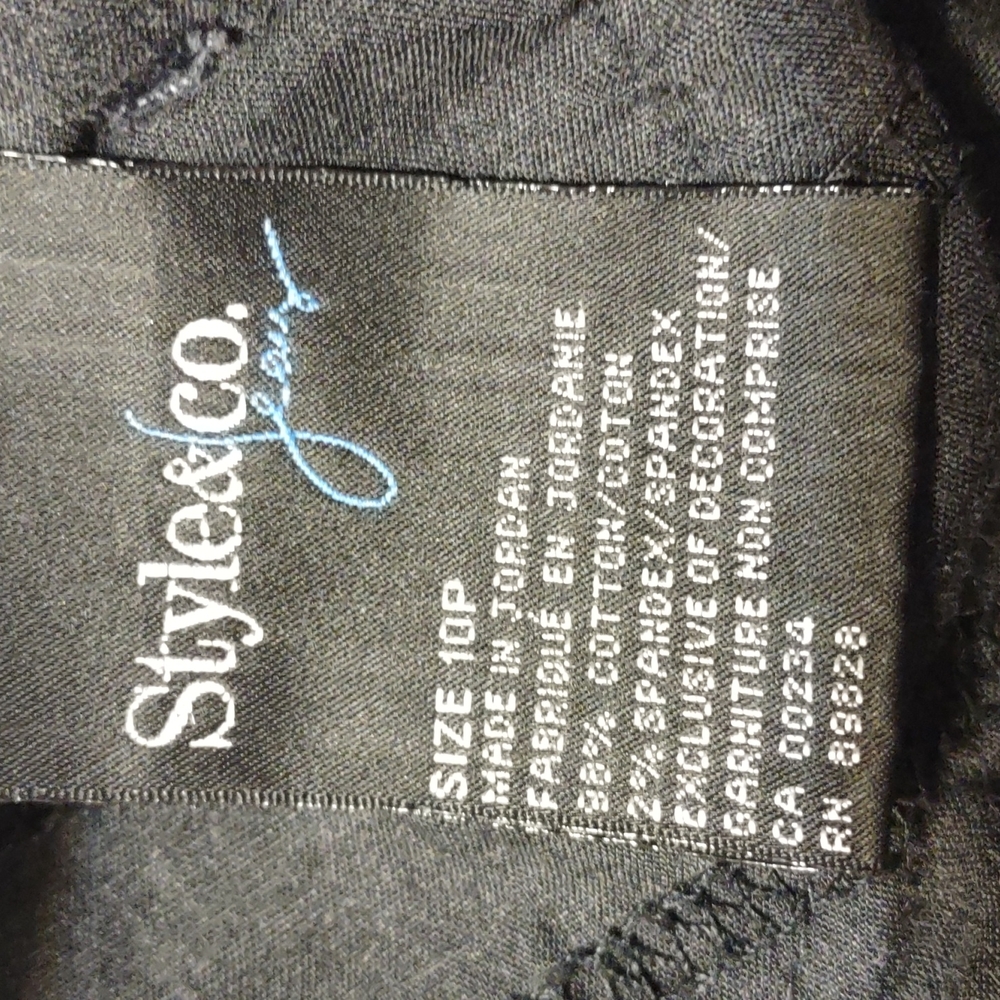 Style&co.
Jeans
SIZE 10P
MADE IN JORDAN
FABRIQUÉ EN JORDANIE
98% COTTON/COTON
2% SPANDEX/SPANDEX
EXCLUSIVE OF DECORATION/
GARNITURE NON COMPRISE
CA 00234
RN 89828